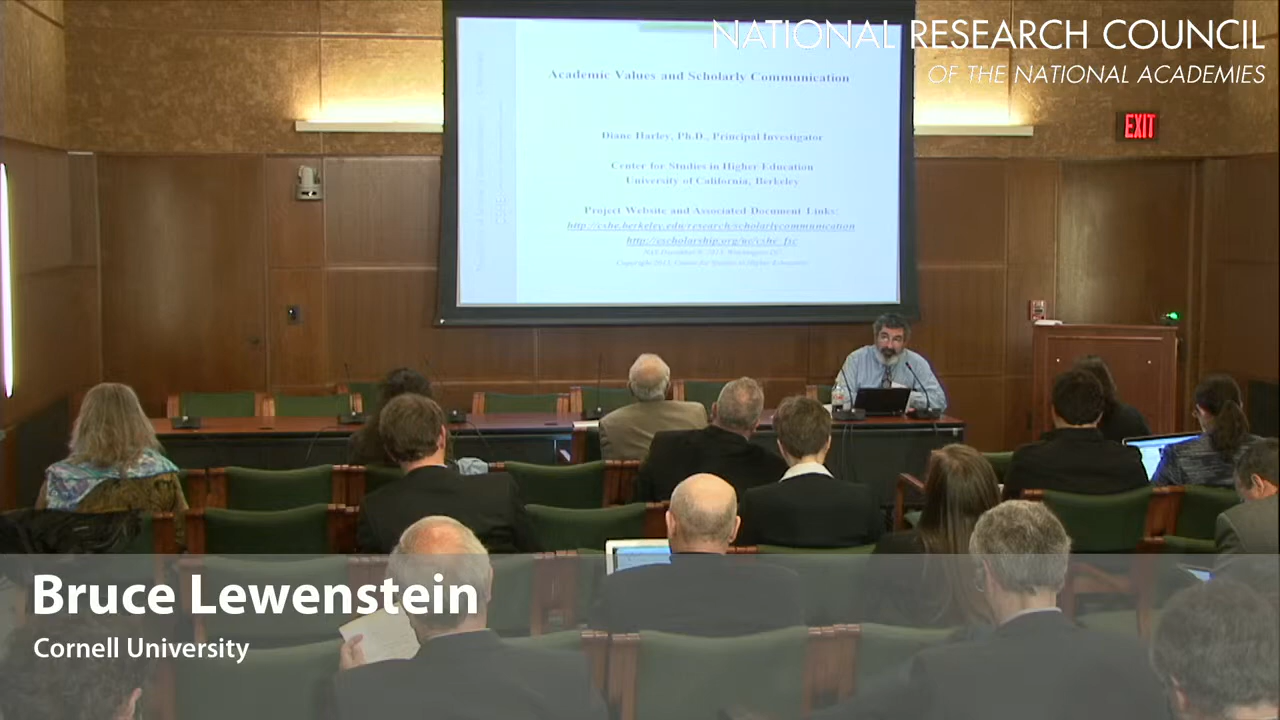 NATIONAL RESEARCH COUNCIL
OF THE NATIONAL ACADEMIES
EXIT
Academic Values and Scholarly Communication
Diane Harley, Ph.D., Principal Investigator
Center for Studies in Higher Education
University of California, Berkeley
Project Website and Associated Document Links:
http://cshe.berkeley.edu/research/scholarlycommunication
http://escholarship.org/uc/cshe_fsc
Bruce Lewenstein
Cornell University